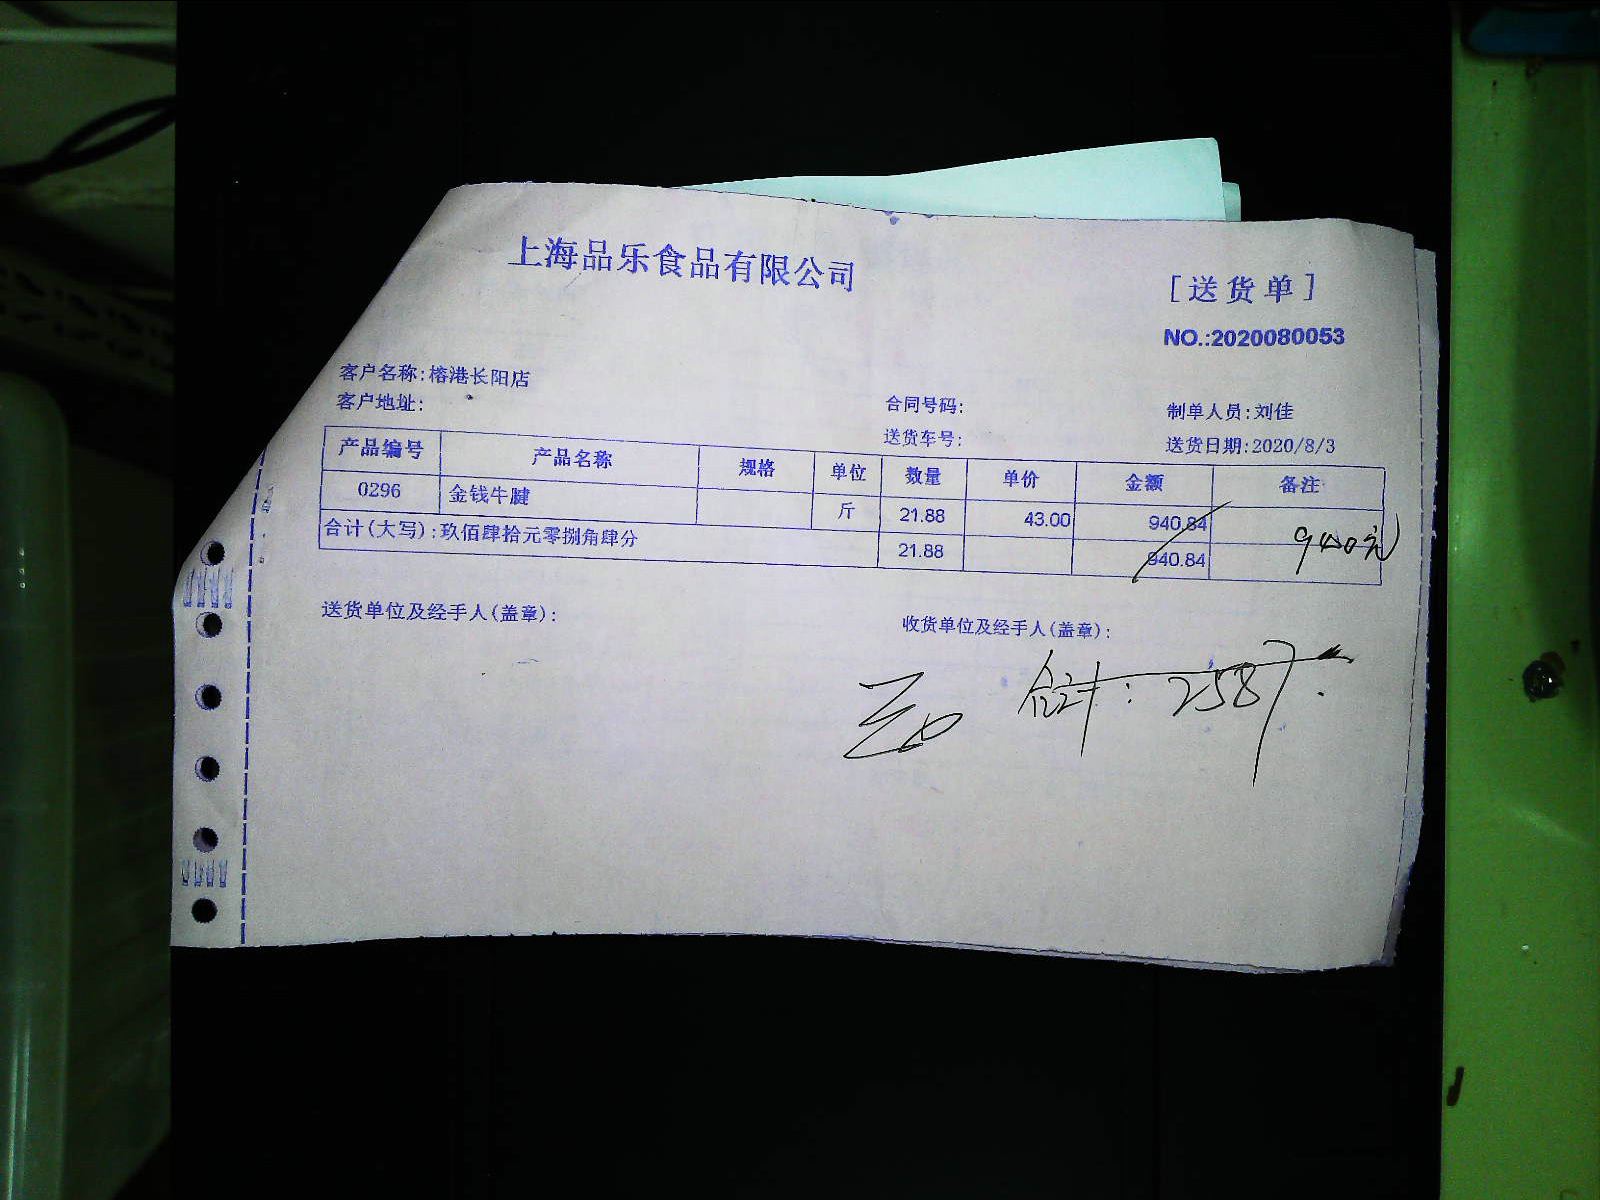 上海品乐食品有限公司
[送货单]
NO.:2020080053
客户名称:榕港长阳店
客户地址:
合同号码:
制单人员:刘佳
送货车号:
送货日期:2020/8/3
产品编号 产品名称 规格 单位 数量 单价 金额 备注
0296 金钱牛腱 斤 21.88 43.00 940.84
合计(大写):玖佰肆拾元零捌角肆分 21.88 940.84
940元
送货单位及经手人(盖章):
收货单位及经手人(盖章):
合计:2587.